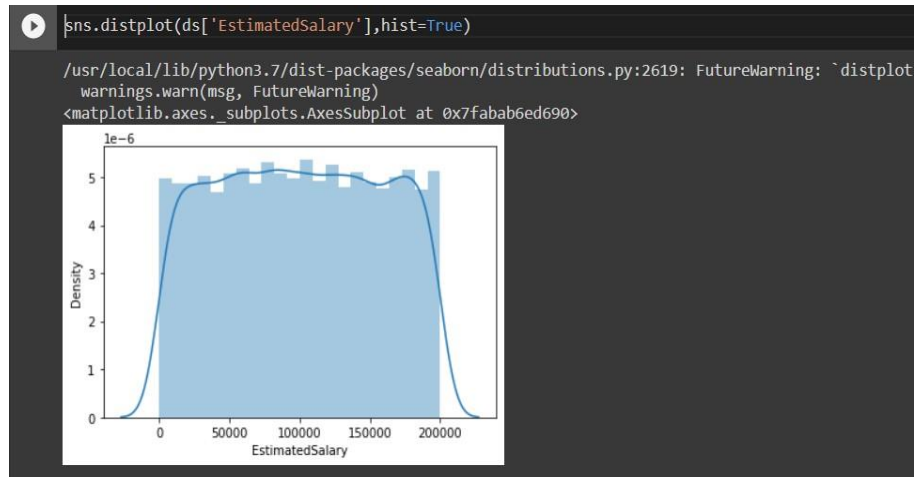 sns.distplot(ds['EstimatedSalary'],hist=True)
/usr/local/lib/python3.7/dist-packages/seaborn/distributions.py:2619: FutureWarning: `distplot
warnings.warn(msg, FutureWarning)
<matplotlib.axes._subplots.AxesSubplot at 0x7fabab6ed690>
1e−6
5
4
3
2
1
0
Density
0 50000 100000 150000 200000
EstimatedSalary